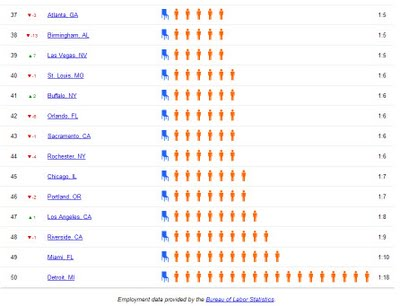 37 ▼-3 Atlanta, GA 1:5
38 ▼-13 Birmingham, AL 1:5
39 ▲7 Las Vegas, NV 1:5
40 ▼-1 St. Louis, MO 1:6
41 ▲2 Buffalo, NY 1:6
42 ▼-6 Orlando, FL 1:6
43 ▼-1 Sacramento, CA 1:6
44 ▼-4 Rochester, NY 1:6
45 Chicago, IL 1:7
46 ▼-2 Portland, OR 1:7
47 ▲1 Los Angeles, CA 1:8
48 ▼-1 Riverside, CA 1:9
49 Miami, FL 1:10
50 Detroit, MI 1:18
Employment data provided by the Bureau of Labor Statistics.